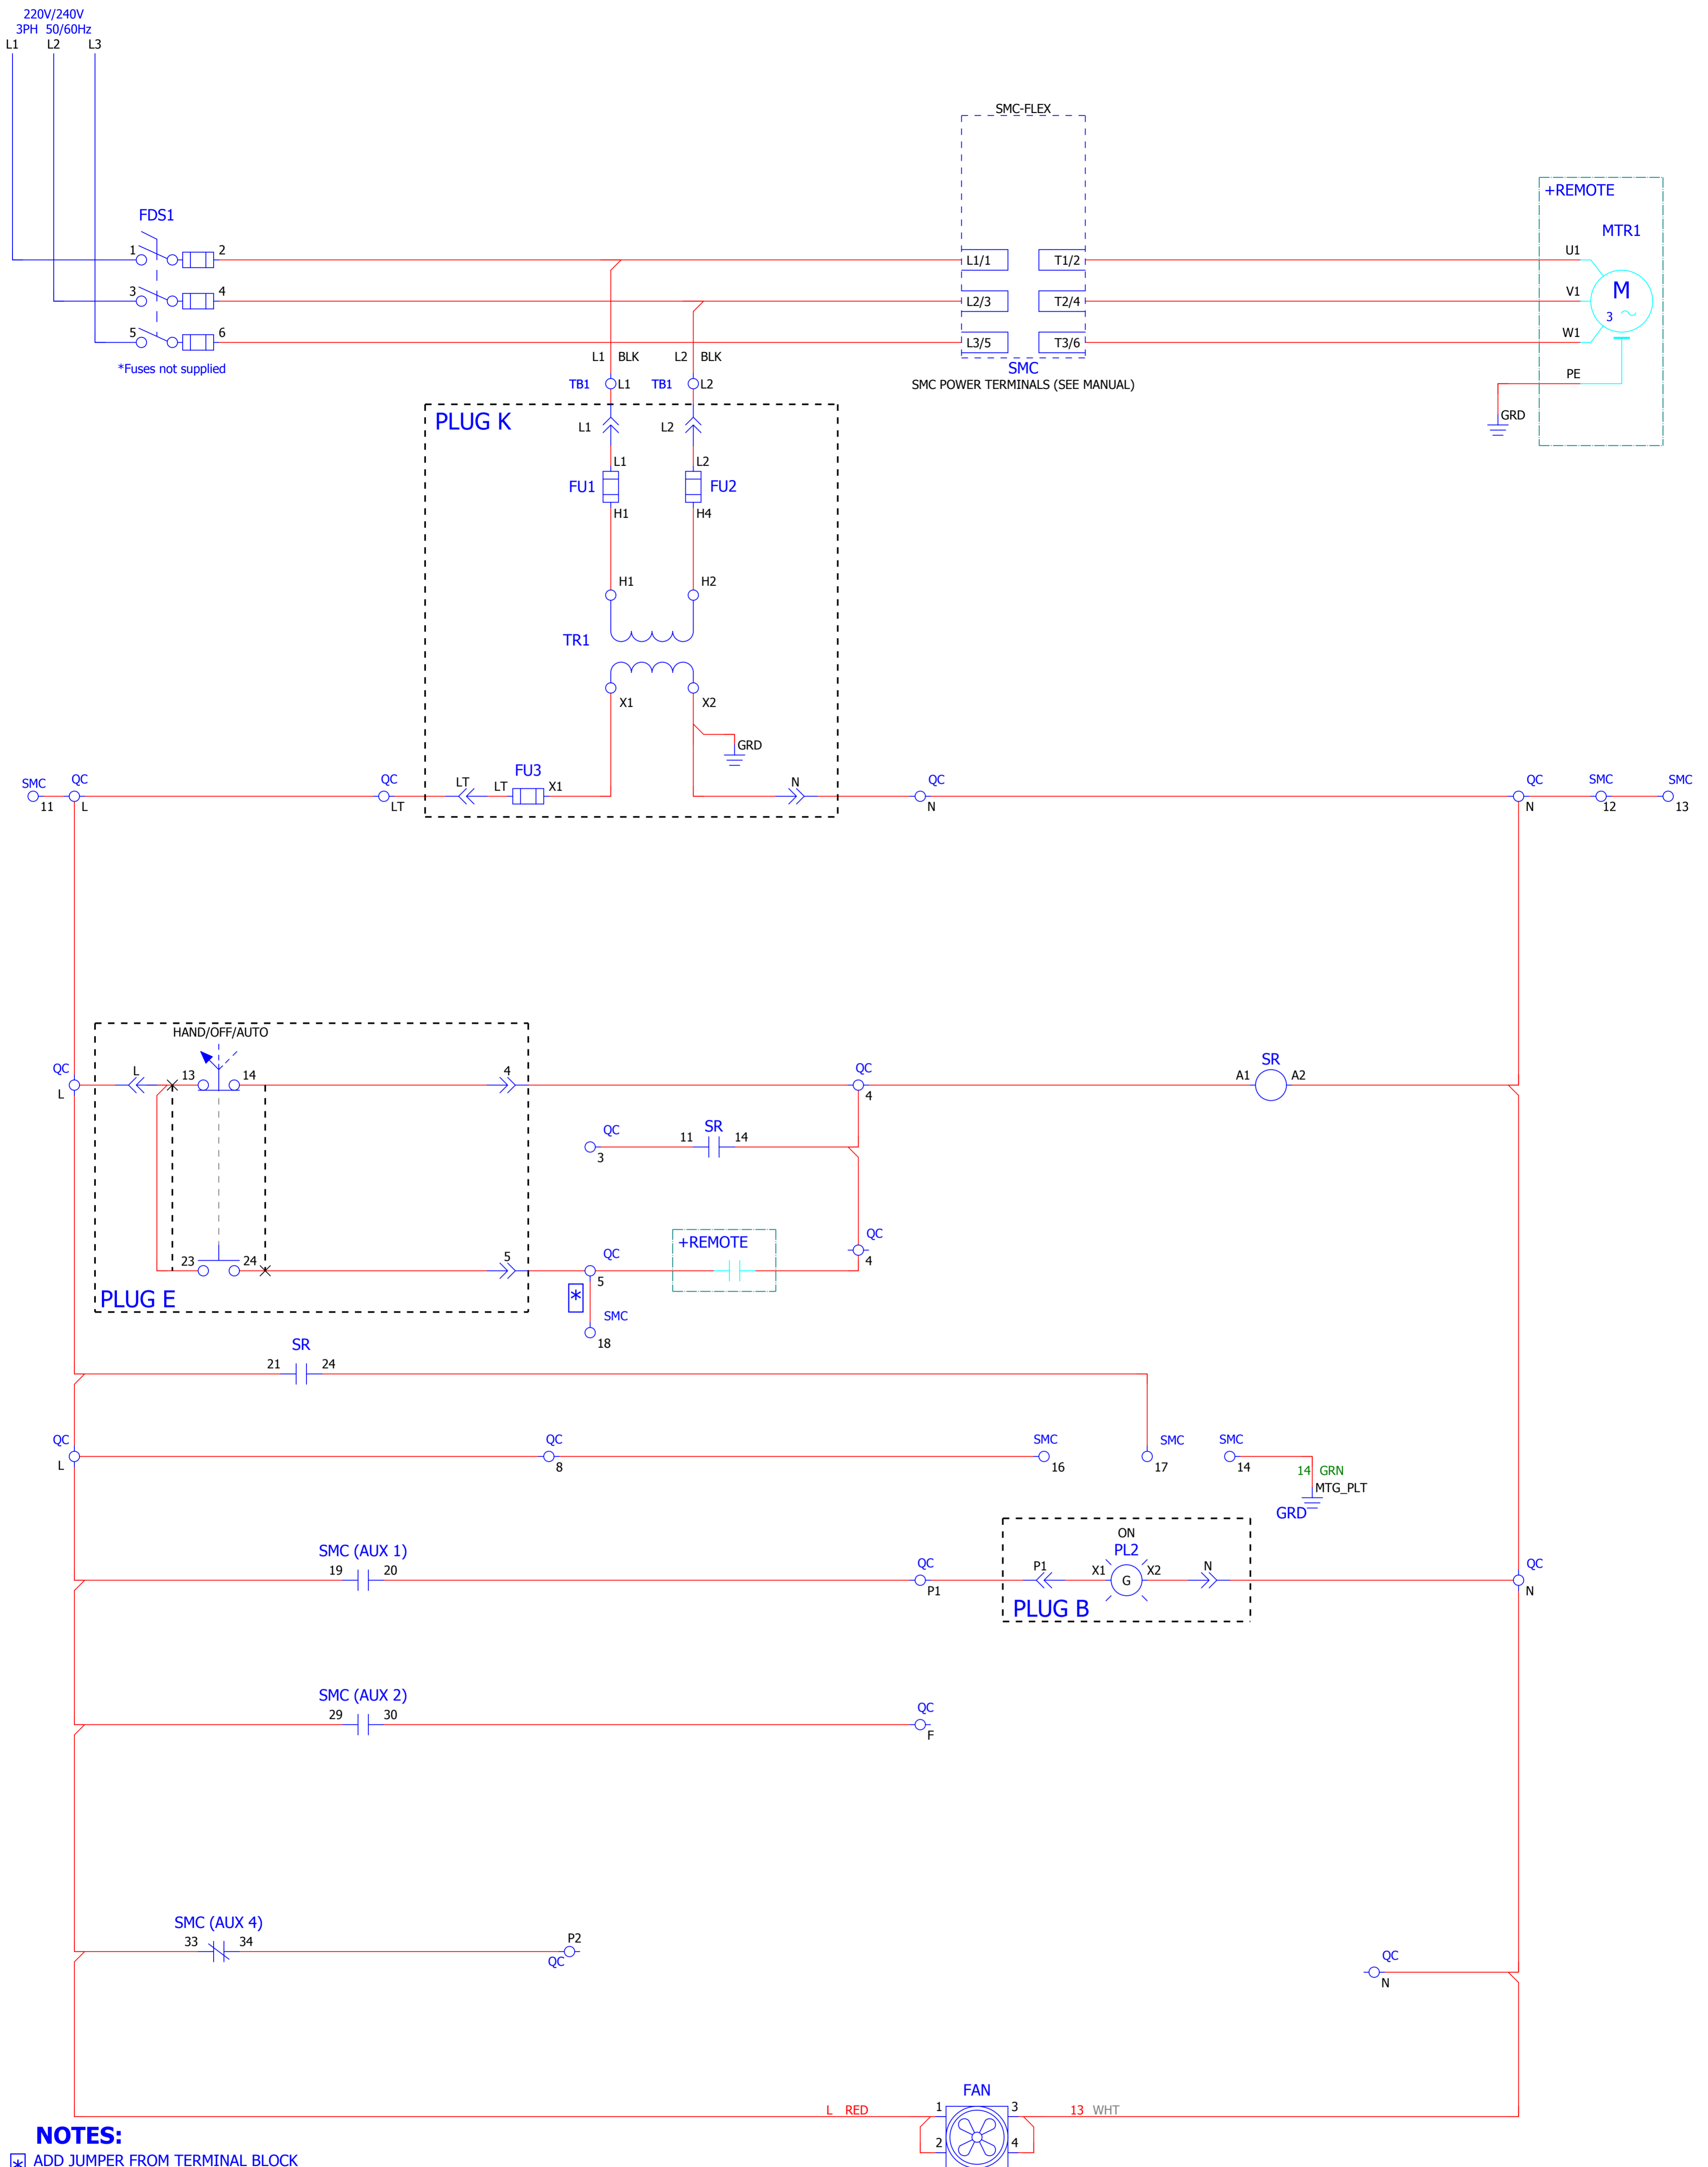 220V/240V
3PH 50/60Hz
L1 L2 L3
SMC-FLEX
+REMOTE
FDS1
MTR1
1 2 L1/1 T1/2 U1
3 4 L2/3 T2/4 V1
M
3
5 6 L3/5 T3/6 W1
*Fuses not supplied
L1 BLK L2 BLK
SMC
SMC POWER TERMINALS (SEE MANUAL)
PE
TB1 L1 TB1 L2
GRD
PLUG K
L1 L2
L1 L2
FU1 FU2
H1 H4
H1 H2
TR1
X1 X2
GRD
SMC QC QC LT LT FU3 X1 N QC QC SMC SMC
11 L LT N N 12 13
HAND/OFF/AUTO
QC L 13 14 4 QC A1 SR A2
L 4
QC 11 SR 14
3
QC
4
+REMOTE
23 24 5 QC
5
PLUG E
*
SMC
18
SR
21 24
QC QC SMC SMC SMC
L 8 16 17 14
14 GRN
MTG_PLT
GRD
ON
SMC (AUX 1) PL2
19 20 QC P1 X1 G X2 N QC
P1 N
PLUG B
SMC (AUX 2)
29 30 QC
F
SMC (AUX 4)
33 34 P2
QC
QC
N
FAN
L RED 1 3 13 WHT
2 4
NOTES:
* ADD JUMPER FROM TERMINAL BLOCK